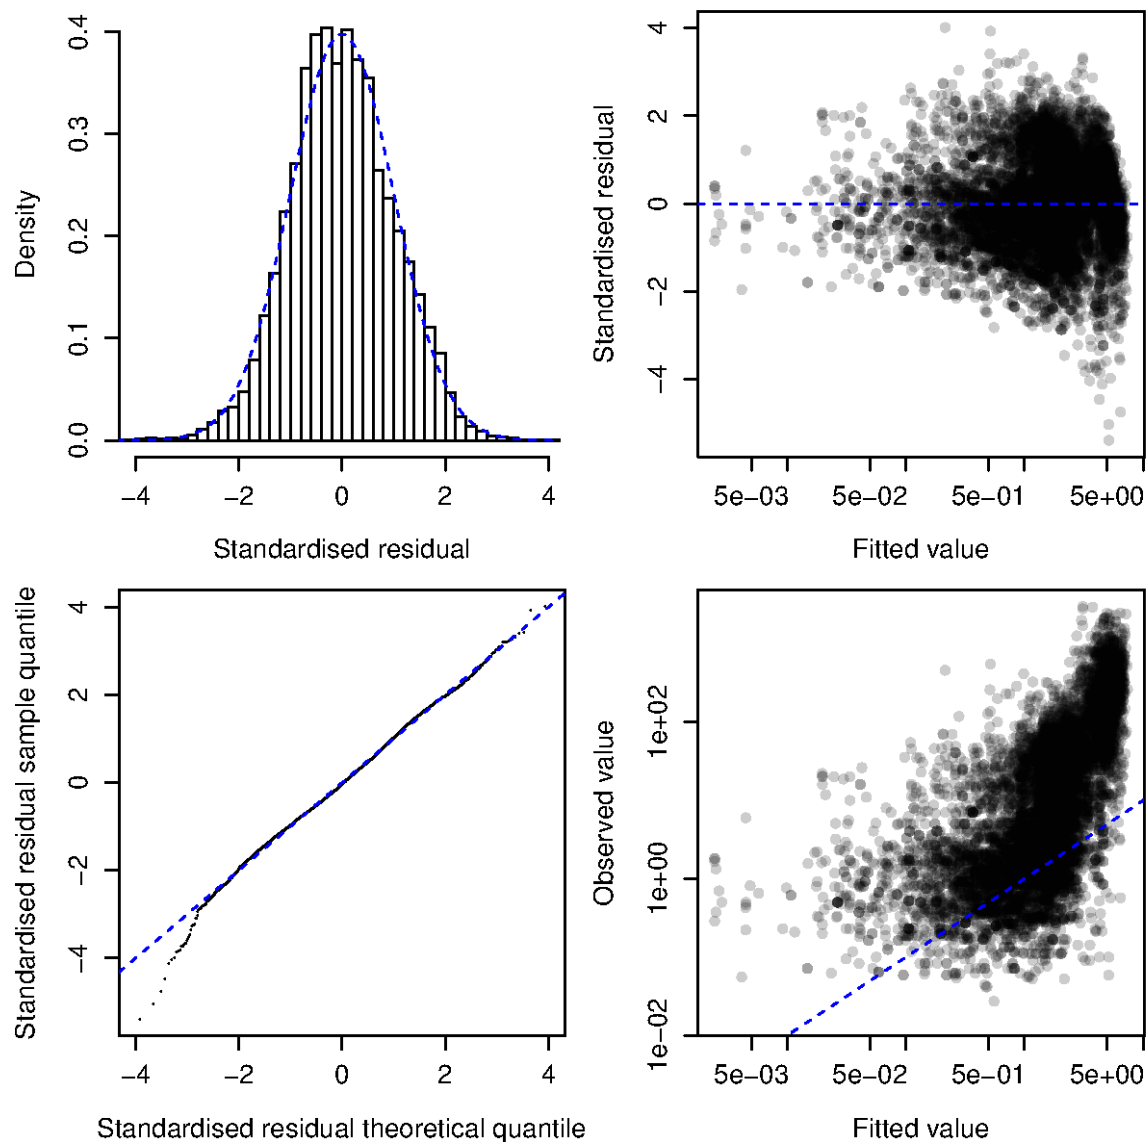 Density
0.0
0.1
0.2
0.3
0.4
−4
−2
0
2
4
Standardised residual
Standardised residual
−4
−2
0
2
4
5e−03
5e−02
5e−01
5e+00
Fitted value
Standardised residual sample quantile
−4
−2
0
2
4
−4
−2
0
2
4
Standardised residual theoretical quantile
Observed value
1e−02
1e+00
1e+02
5e−03
5e−02
5e−01
5e+00
Fitted value